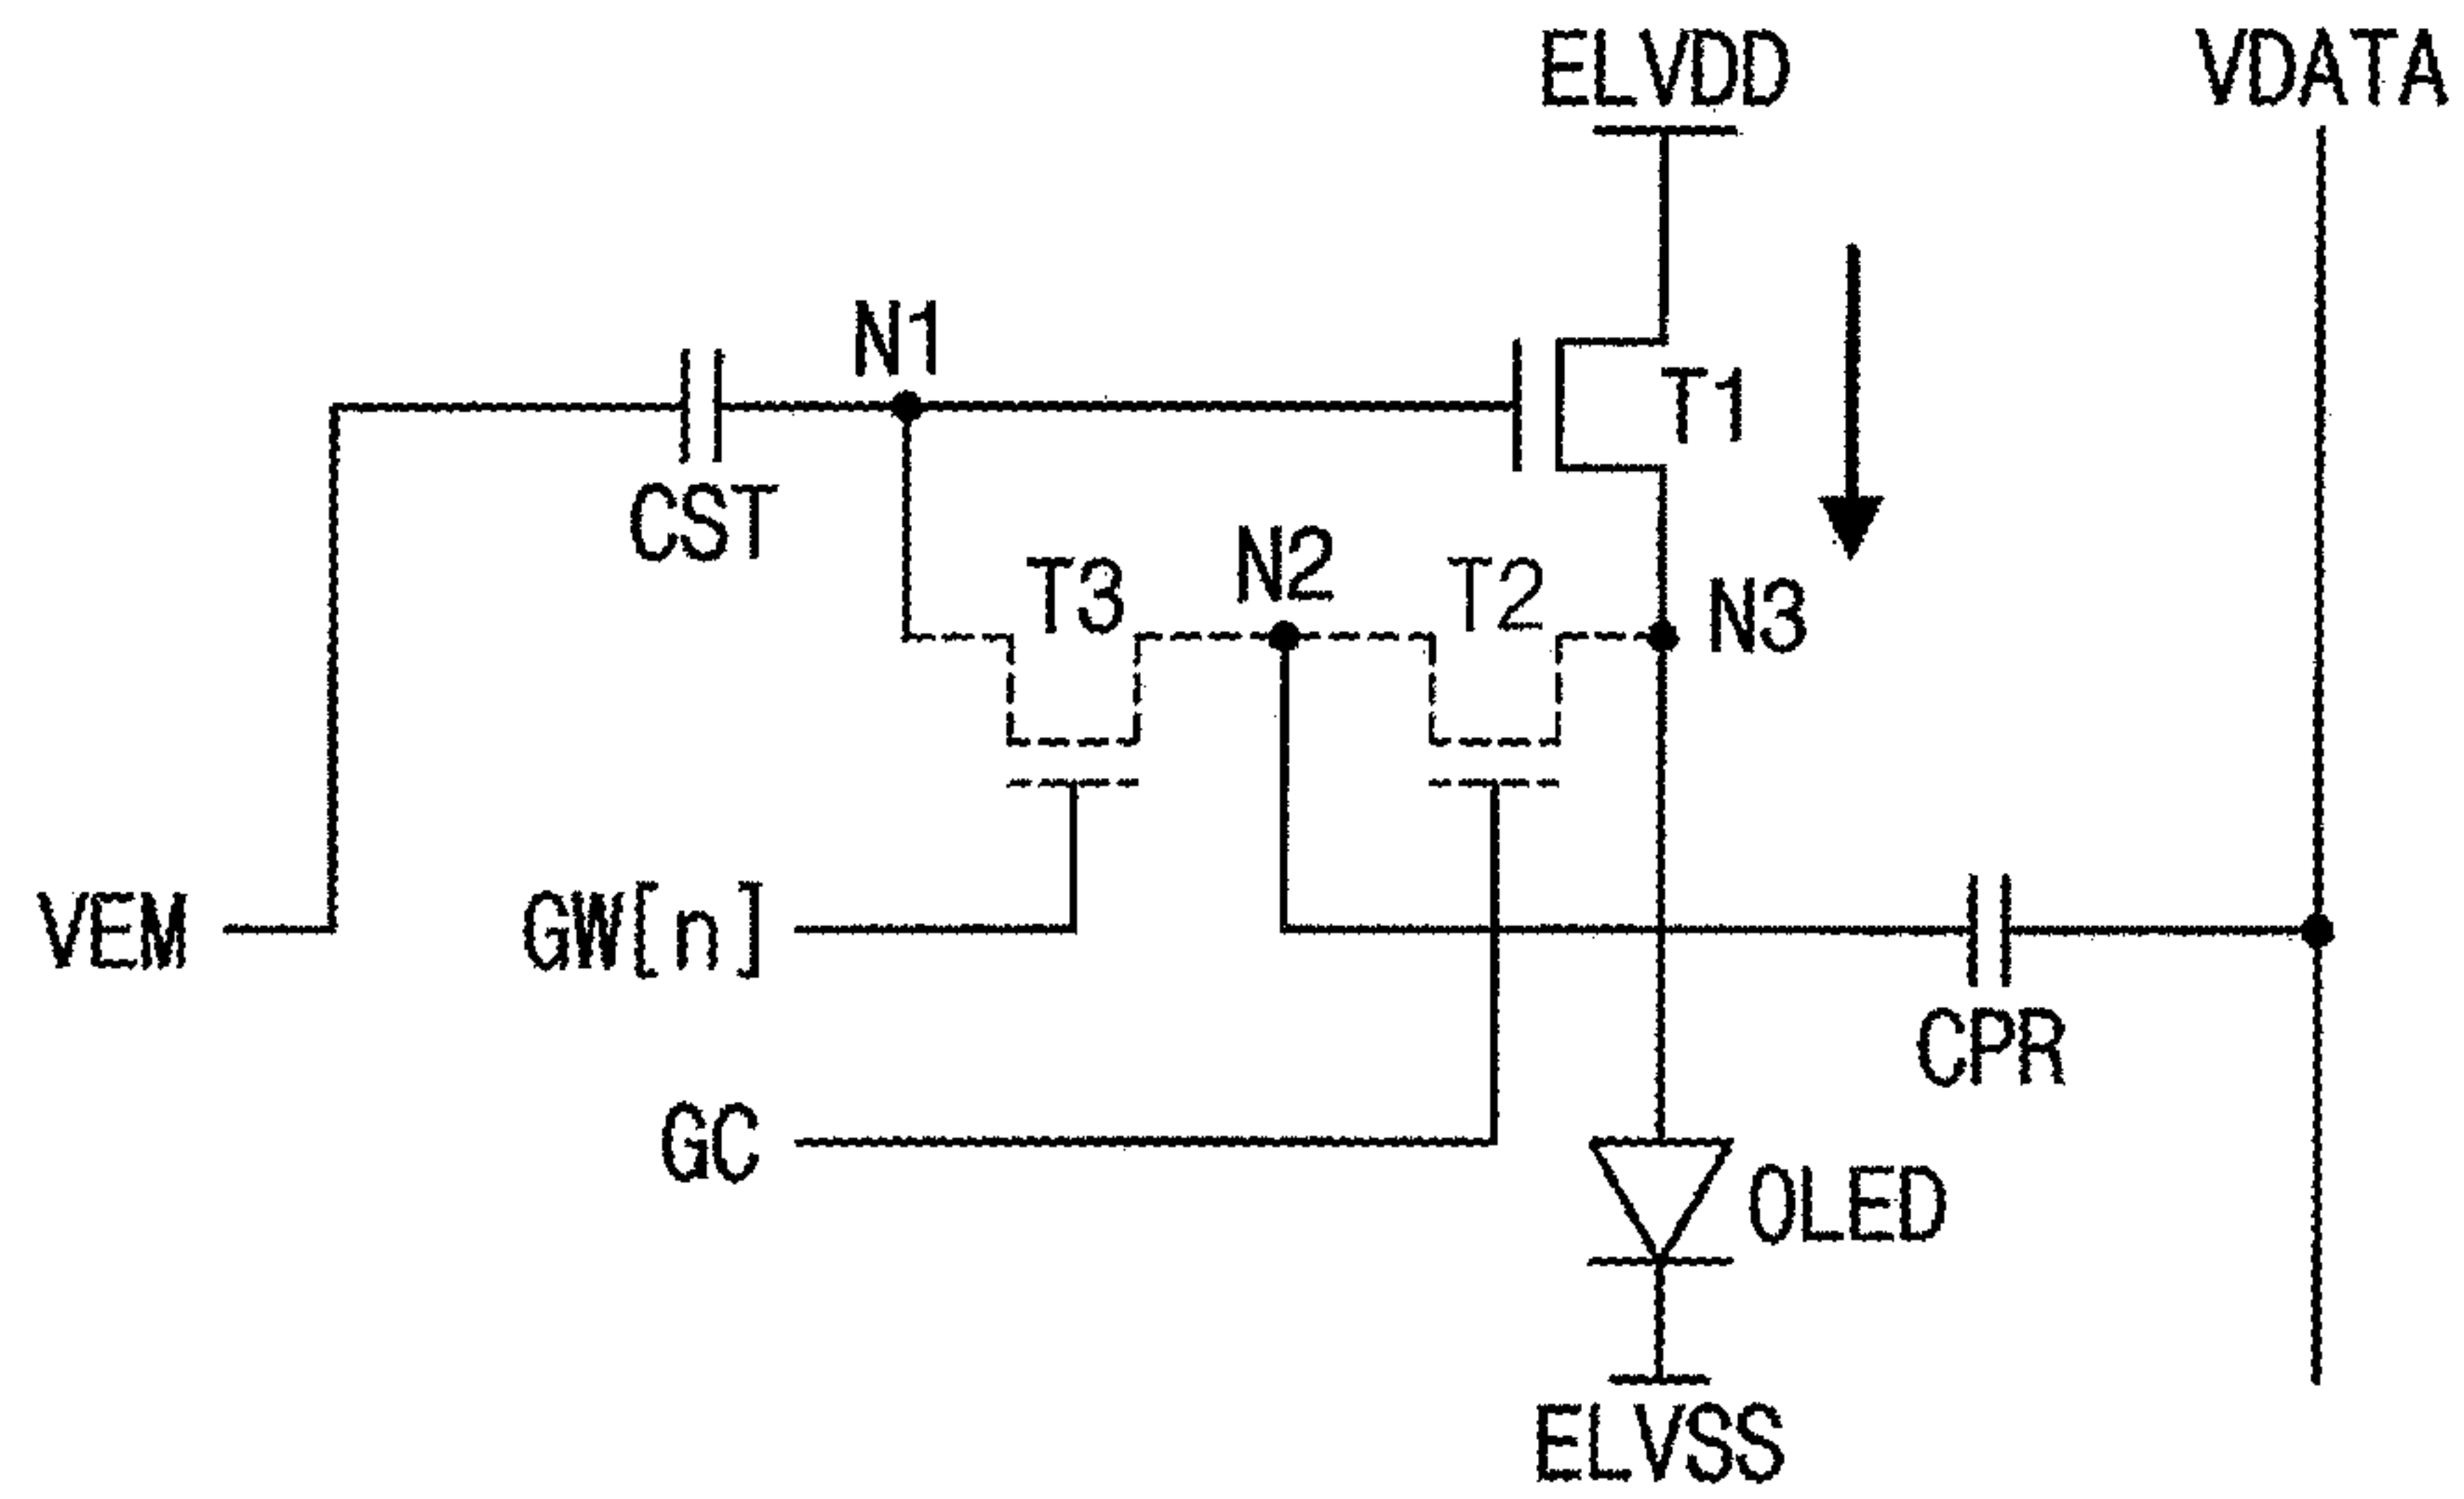 ELVDD
VDATA
N1
T1
CST
T3
N2
T2
N3
VEM
GW[n]
CPR
GC
OLED
ELVSS